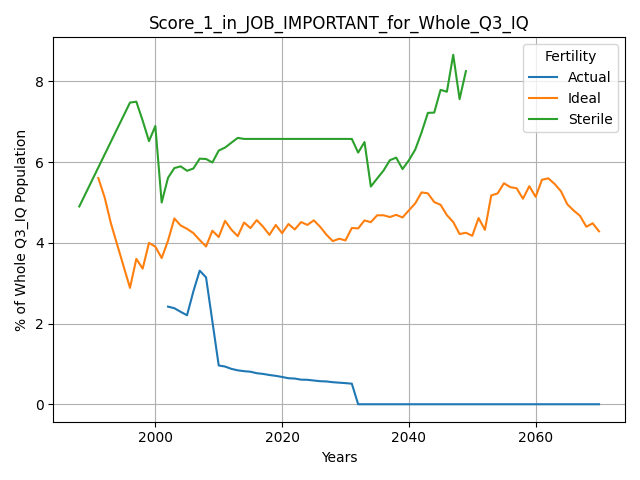 Score_1_in_JOB_IMPORTANT_for_Whole_Q3_IQ
% of Whole Q3_IQ Population
8
6
4
2
0
Fertility
Actual
Ideal
Sterile
2000
2020
2040
2060
Years